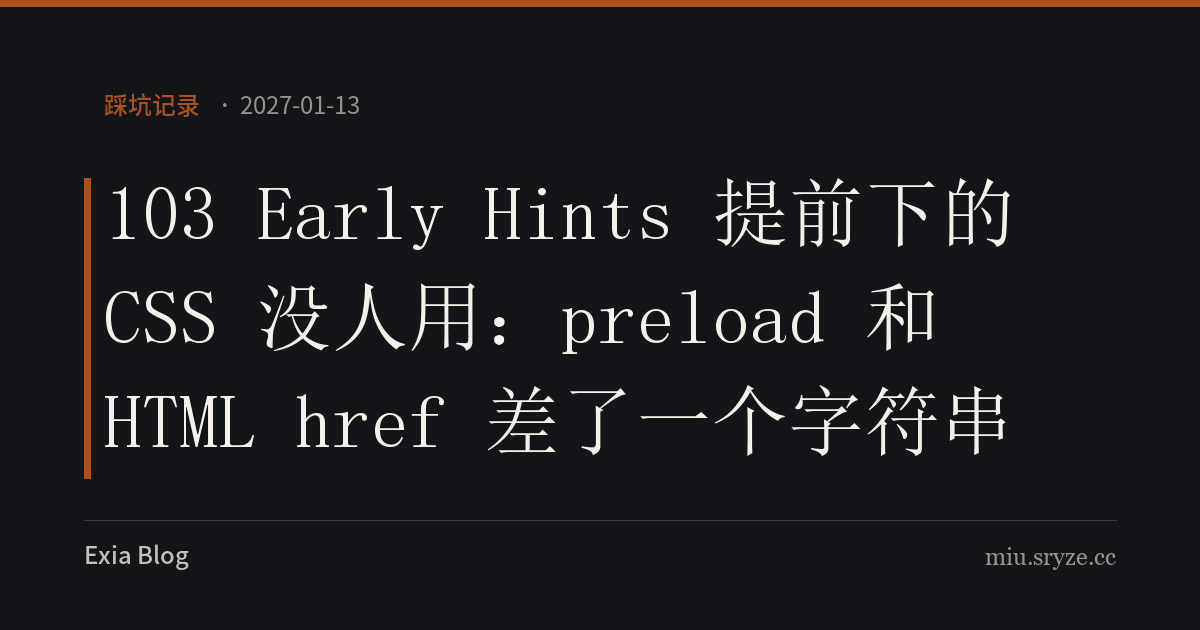 踩坑记录 · 2027-01-13
103 Early Hints 提前下的
CSS 没人用：preload 和
HTML href 差了一个字符串
Exia Blog
miu.sryze.cc